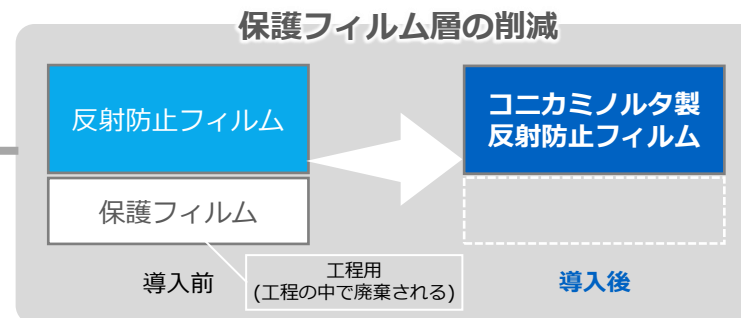 保護フィルム層の削減
反射防止フィルム
保護フィルム
導入前
工程用
(工程の中で廃棄される)
コニカミノルタ製
反射防止フィルム
導入後